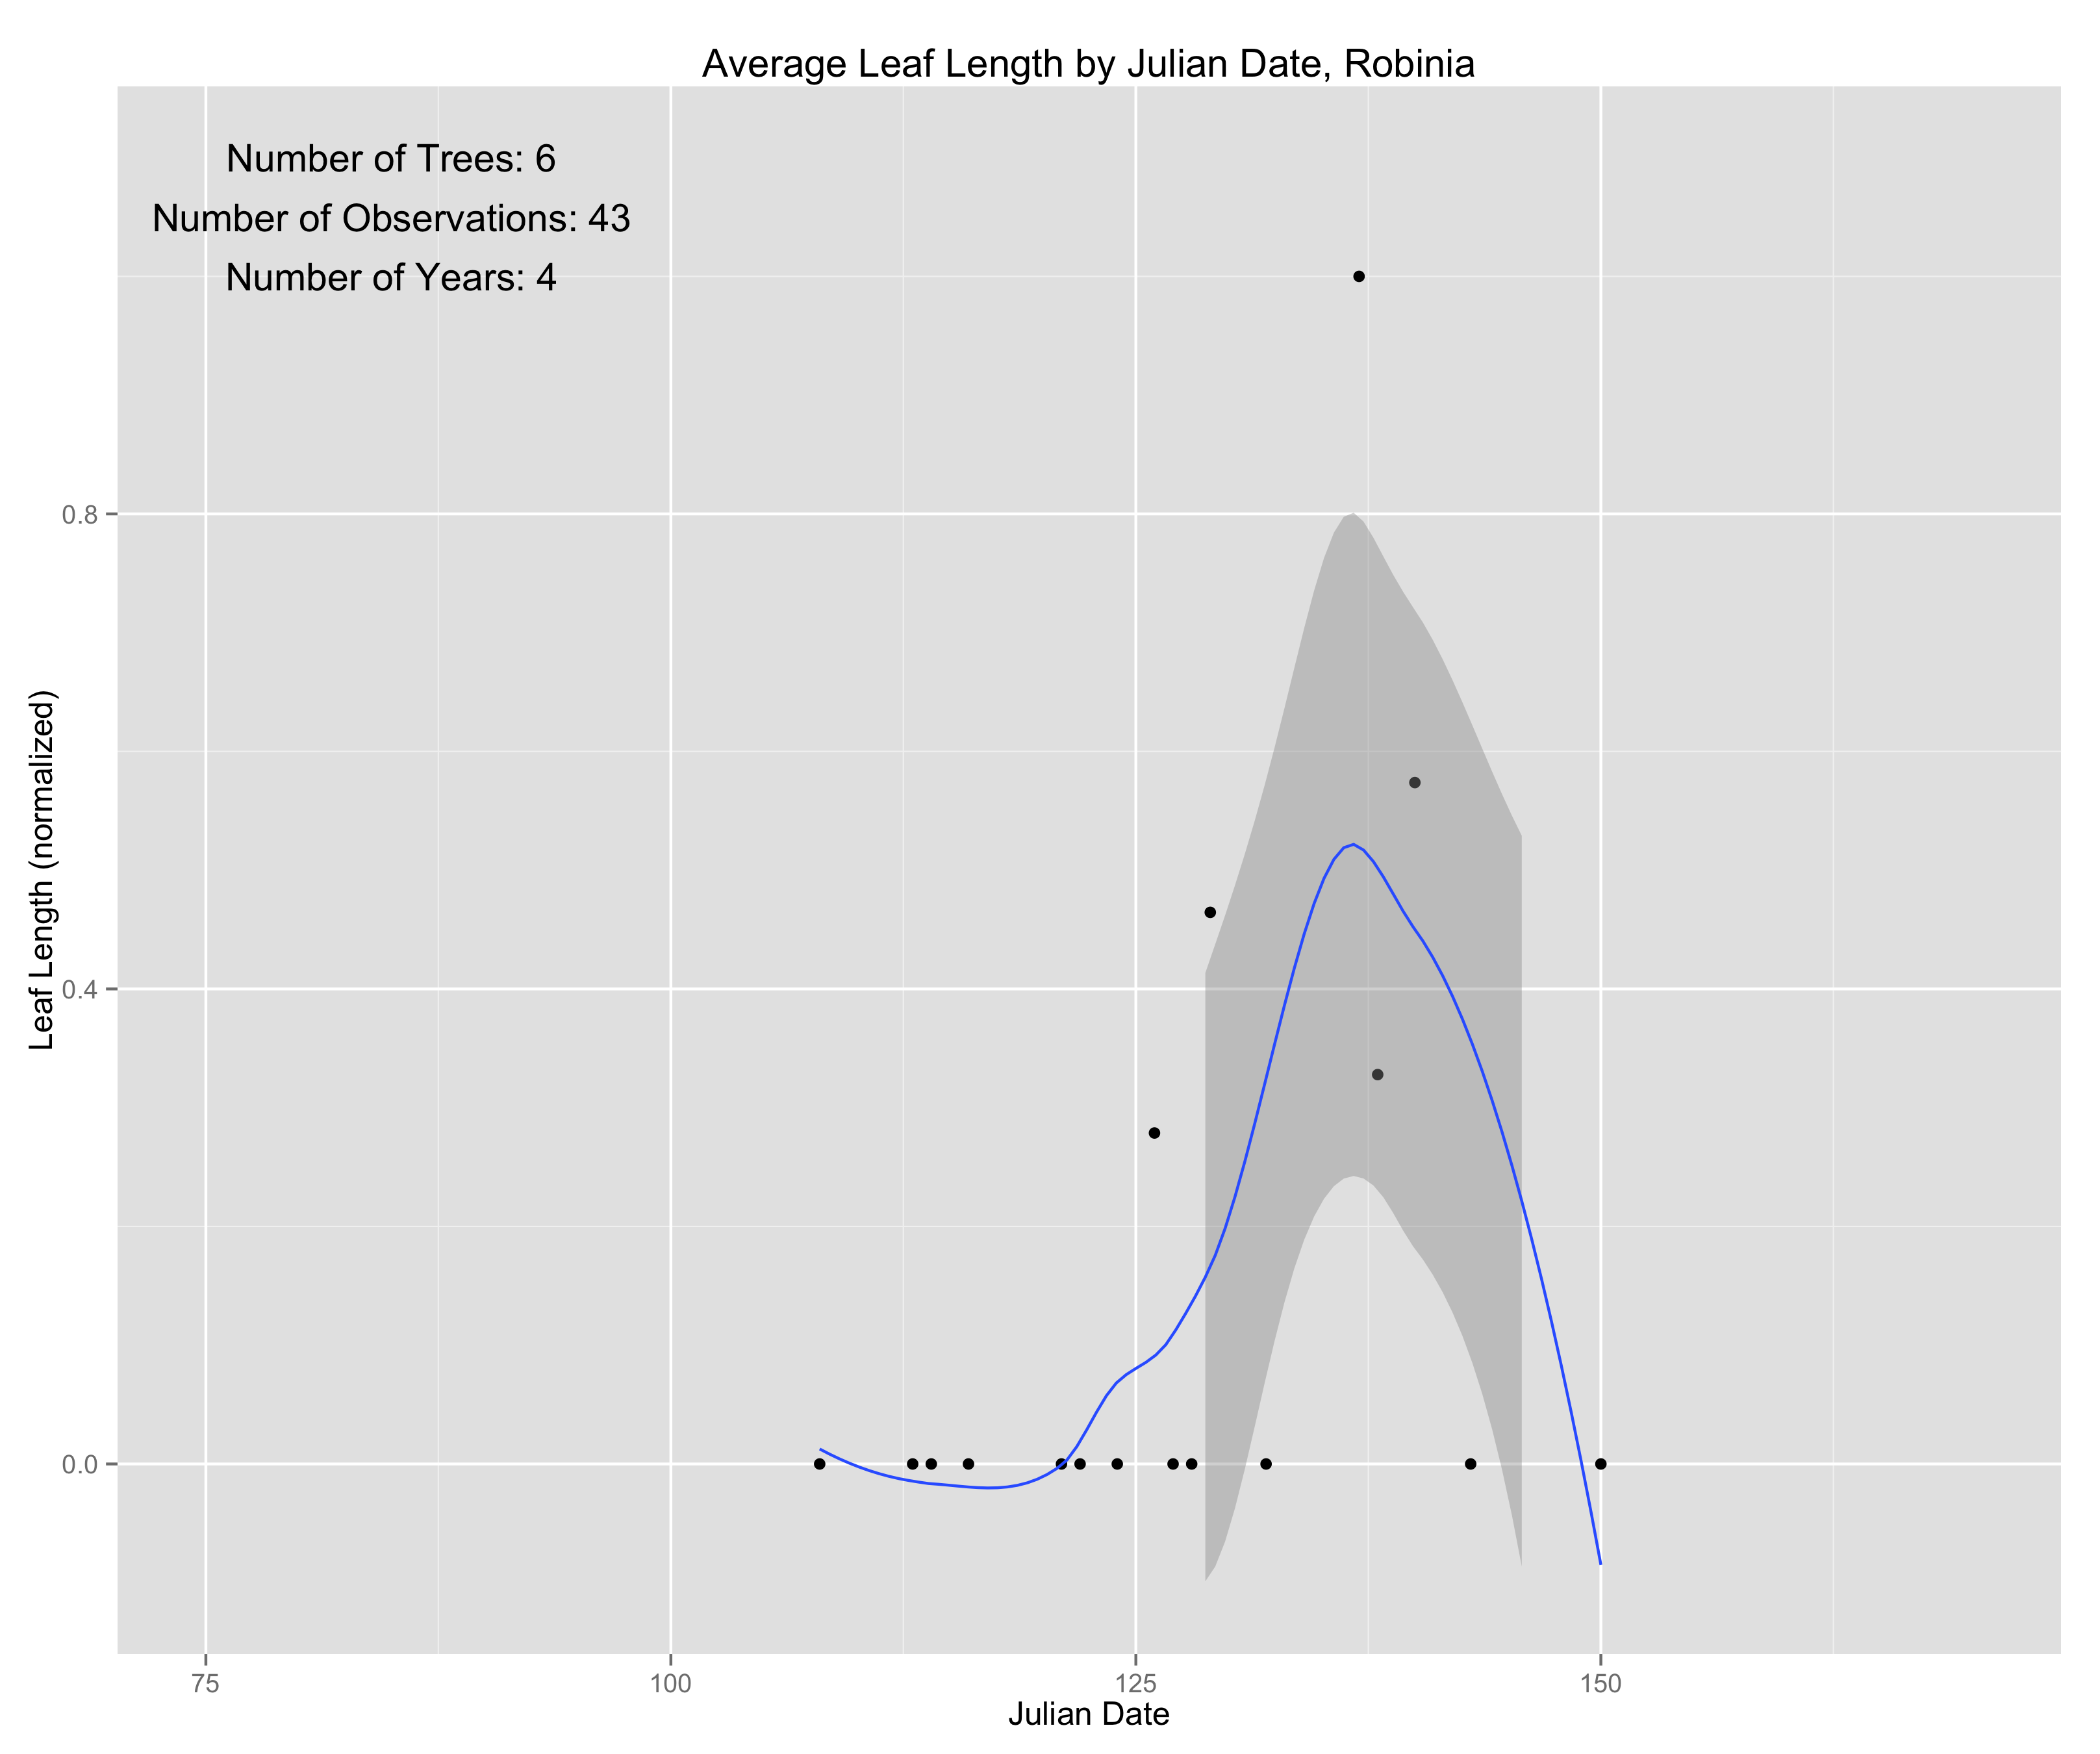 Average Leaf Length by Julian Date, Robinia
Number of Trees: 6
Number of Observations: 43
Number of Years: 4
0.8
0.4
0.0
Leaf Length (normalized)
75
100
125
150
Julian Date